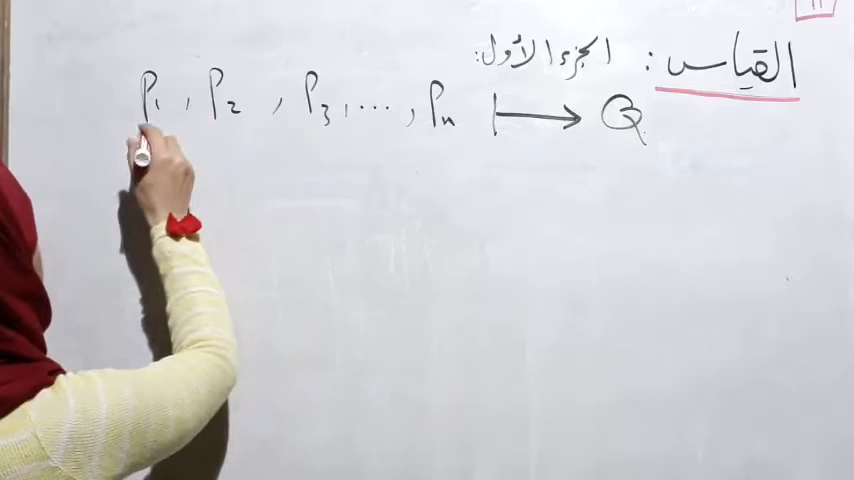 القياس : الجزء الأول:
P₁ , P₂ , P₃ , ... , Pₙ ↦ Q